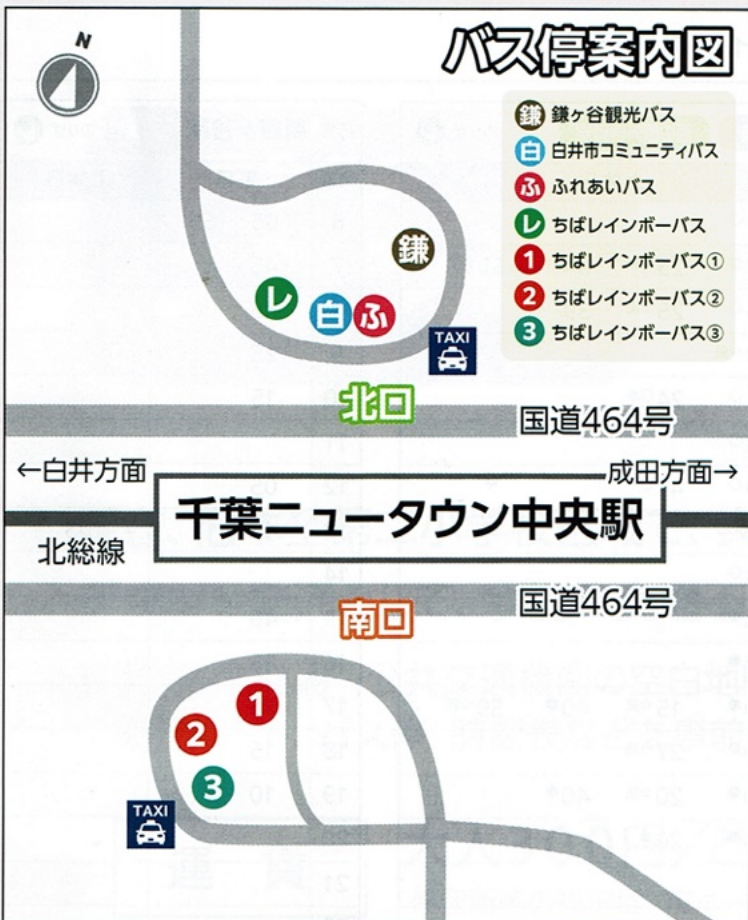 N
バス停案内図
鎌 鎌ヶ谷観光バス
白 白井市コミュニティバス
ふ ふれあいバス
レ ちばレインボーバス
1 ちばレインボーバス①
2 ちばレインボーバス②
3 ちばレインボーバス③
鎌
レ 白 ふ
TAXI
北口
国道464号
←白井方面
成田方面→
千葉ニュータウン中央駅
北総線
国道464号
南口
1
2
3
TAXI